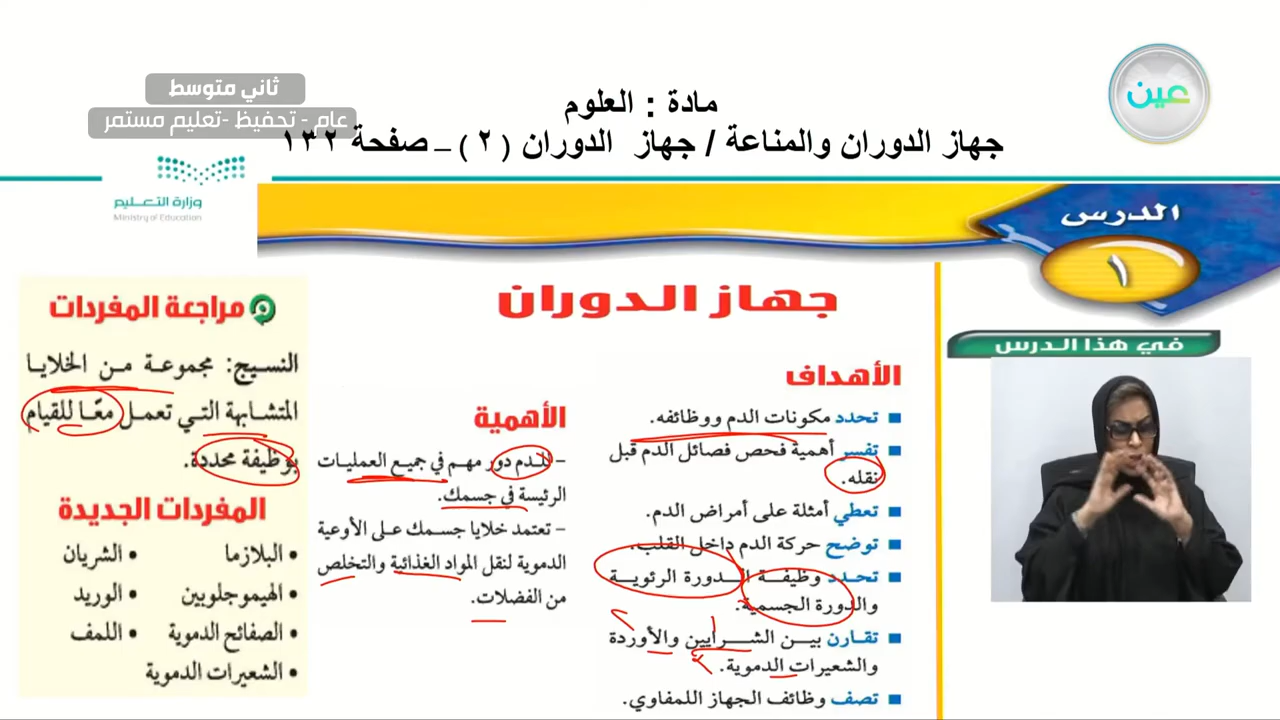 ثاني متوسط
عام - تحفيظ -تعليم مستمر
عين
مادة : العلوم
جهاز الدوران والمناعة / جهاز الدوران (٢) – صفحة ١٣٢
وزارة التعليم
Ministry of Education
الدرس
١
في هذا الدرس
جهاز الدوران
الأهداف
تحدد مكونات الدم ووظائفه.
تفسر أهمية فحص فصائل الدم قبل
نقله.
تعطي أمثلة على أمراض الدم.
توضح حركة الدم داخل القلب.
تحدد وظيفة الدورة الرئوية
والدورة الجسمية.
تقارن بين الشرايين والأوردة
والشعيرات الدموية.
تصف وظائف الجهاز اللمفاوي.
الأهمية
– للدم دور مهم في جميع العمليات
الرئيسة في جسمك.
– تعتمد خلايا جسمك على الأوعية
الدموية لنقل المواد الغذائية والتخلص
من الفضلات.
مراجعة المفردات
النسيج: مجموعة من الخلايا
المتشابهة التي تعمل معًا للقيام
بوظيفة محددة.
المفردات الجديدة
• البلازما • الشريان
• الهيموجلوبين • الوريد
• الصفائح الدموية • اللمف
• الشعيرات الدموية